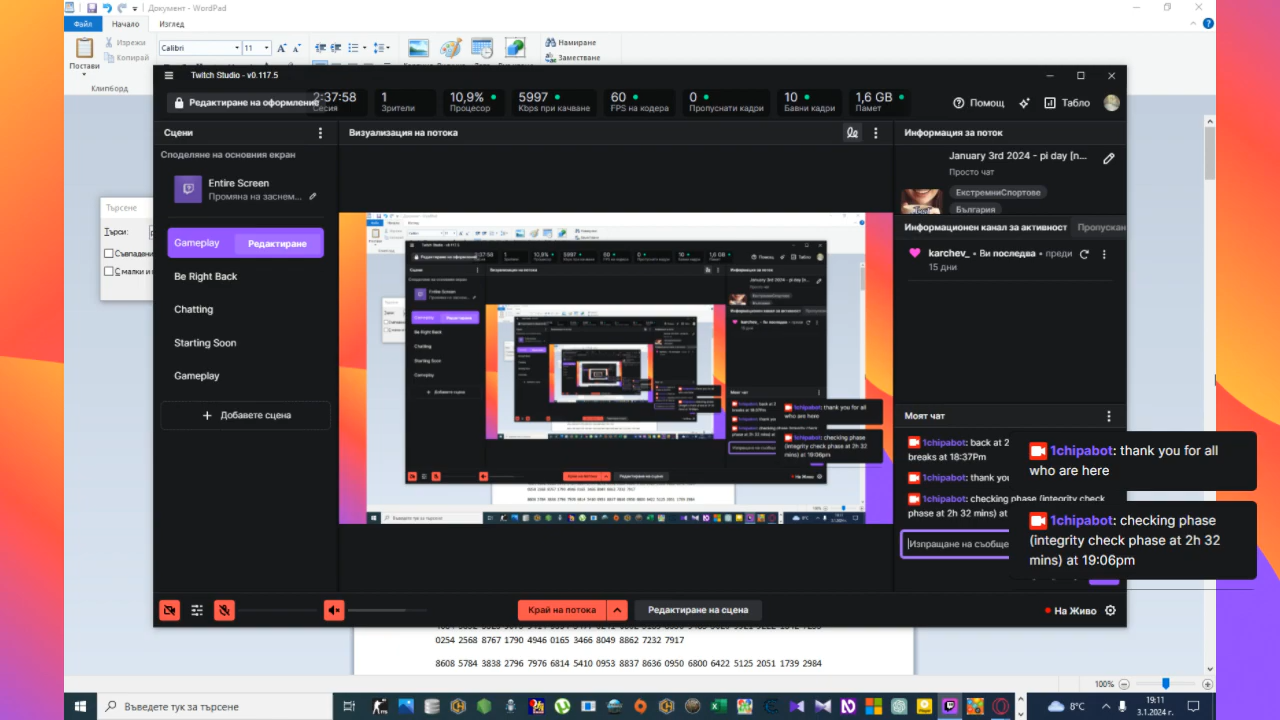 Документ - WordPad
Файл
Начало
Изглед
Постави
Изрежи
Копирай
Клипборд
Calibri
11
Намиране
Заместване
Търсене
Търси:
Съвпадани
С малки и
Twitch Studio - v0.117.5
Редактиране на оформление
2:37:58
Сесия
1
Зрители
10,9%
Процесор
5997
Kbps при качване
60
FPS на кодера
0
Пропуснати кадри
10
Бавни кадри
1,6 GB
Памет
Помощ
Табло
Сцени
Споделяне на основния екран
Entire Screen
Промяна на заснем...
Gameplay
Редактиране
Be Right Back
Chatting
Starting Soon
Gameplay
+ Добавете сцена
Визуализация на потока
Информация за поток
January 3rd 2024 - pi day [n...
Просто чат
ЕкстремниСпортове
България
Информационен канал за активност
Пропускан
karchev_ • Ви последва • преди
15 дни
Моят чат
1chipabot: back at 2
breaks at 18:37Pm
1chipabot: thank you
1chipabot: checking phase (integrity check
phase at 2h 32 mins) at
Изпращане на съобще
1chipabot: thank you for all
who are here
1chipabot: checking phase
(integrity check phase at 2h 32
mins) at 19:06pm
Край на потока
Редактиране на сцена
На Живо
0254 2568 8767 1790 4946 0165 3466 8049 8862 7232 7917
8608 5784 3838 2796 7976 6814 5410 0953 8837 8636 0950 6800 6422 5125 2051 1739 2984
100%
Въведете тук за търсене
8°C
19:11
3.1.2024 г.